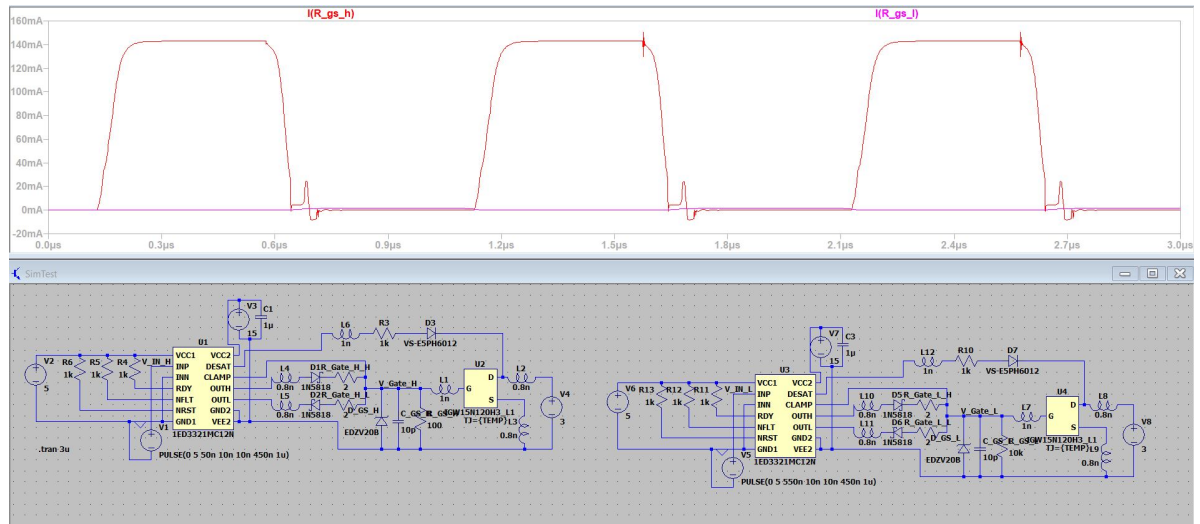 I(R_gs_h) I(R_gs_l)
160mA
140mA
120mA
100mA
80mA
60mA
40mA
20mA
0mA
-20mA
0.0µs 0.3µs 0.6µs 0.9µs 1.2µs 1.5µs 1.8µs 2.1µs 2.4µs 2.7µs 3.0µs
SimTest
V3
15
C1
1µ
V2
5
R6
1k
R5
1k
R4
1k
V_IN_H
U1
VCC1 VCC2
INP DESAT
INN CLAMP
RDY OUTH
NFLT OUTL
NRST GND2
GND1 VEE2
1ED3321MC12N
V1
PULSE(0 5 50n 10n 10n 450n 1u)
.tran 3u
L6
1n
R3
1k
D3
VS-E5PH6012
L4
0.8n
D1 R_Gate_H_H
1N5818
2
L5
0.8n
D2 R_Gate_H_L
1N5818
2
V_Gate_H
D_GS_H
EDZV20B
10p
100
L1
1n
U2
D
G
S
TJ={TEMP}
L2
0.8n
L3
0.8n
V4
3
V7
15
C3
1µ
V6
5
R13
1k
R12
1k
R11
1k
V_IN_L
U3
VCC1 VCC2
INP DESAT
INN CLAMP
RDY OUTH
NFLT OUTL
NRST GND2
GND1 VEE2
1ED3321MC12N
V5
PULSE(0 5 550n 10n 10n 450n 1u)
L12
1n
R10
1k
D7
VS-E5PH6012
L10
0.8n
D5 R_Gate_L_H
1N5818
2
L11
0.8n
D6 R_Gate_L_L
1N5818
2
V_Gate_L
D_GS_L
EDZV20B
10p
10k
L7
1n
U4
D
G
S
TJ={TEMP}
L8
0.8n
L9
0.8n
V8
3